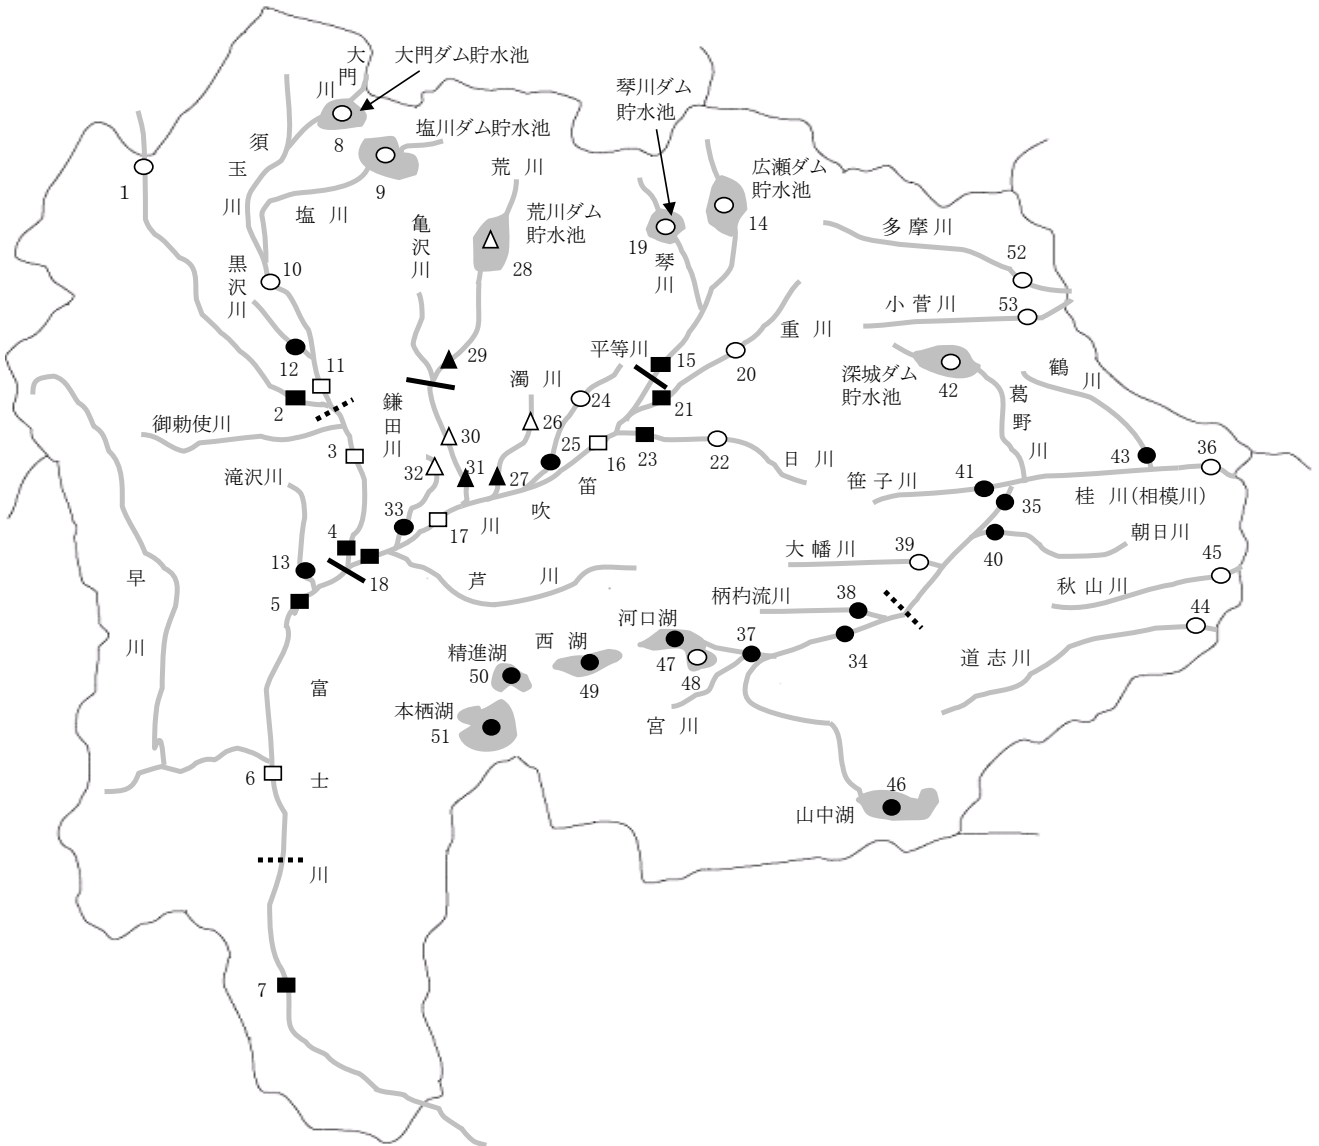 大門川
大門ダム貯水池
8
須玉川
塩川ダム貯水池
9
塩川
1
荒川
荒川ダム
貯水池
28
亀沢川
琴川ダム
貯水池
19
琴川
広瀬ダム
貯水池
14
多摩川
52
小菅川
53
黒沢川
10
12
11
2
御勅使川
3
滝沢川
4
13
5
18
29
鎌田川
30
31
32
33
濁川
26
27
24
25
平等川
15
21
重川
20
16
23
22
日川
笛吹川
17
芦川
深城ダム
貯水池
42
葛野川
鶴川
43
36
笹子川
41
35
桂川(相模川)
朝日川
40
大幡川
39
柄杓流川
38
34
37
秋山川
45
44
道志川
河口湖
47
48
宮川
西湖
49
精進湖
50
本栖湖
51
46
山中湖
早川
富士川
6
7